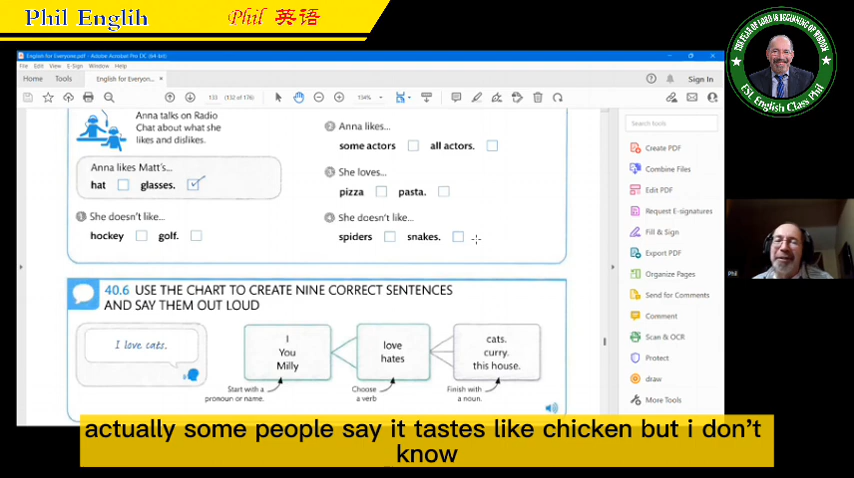 Phil Englih
Phil 英语
THE FEAR OF LORD IS BEGINNING OF WISDOM
ESL English Class Phil
English for Everyone.pdf - Adobe Acrobat Pro DC (64-bit)
File Edit View E-Sign Window Help
Home Tools English for Everyon... × Sign In
133 (132 of 176) 134%
Anna talks on Radio
Chat about what she
likes and dislikes.
Anna likes Matt's...
hat glasses.
1 She doesn't like...
hockey golf.
2 Anna likes...
some actors all actors.
3 She loves...
pizza pasta.
4 She doesn't like...
spiders snakes.
40.6 USE THE CHART TO CREATE NINE CORRECT SENTENCES
AND SAY THEM OUT LOUD
I love cats.
I
You
Milly
love
hates
cats.
curry.
this house.
Start with a
pronoun or name.
Choose
a verb
Finish with
a noun.
Search tools
Create PDF
Combine Files
Edit PDF
Request E-signatures
Fill & Sign
Export PDF
Organize Pages
Send for Comments
Comment
Scan & OCR
Protect
draw
More Tools
Phil
actually some people say it tastes like chicken but i don't
know